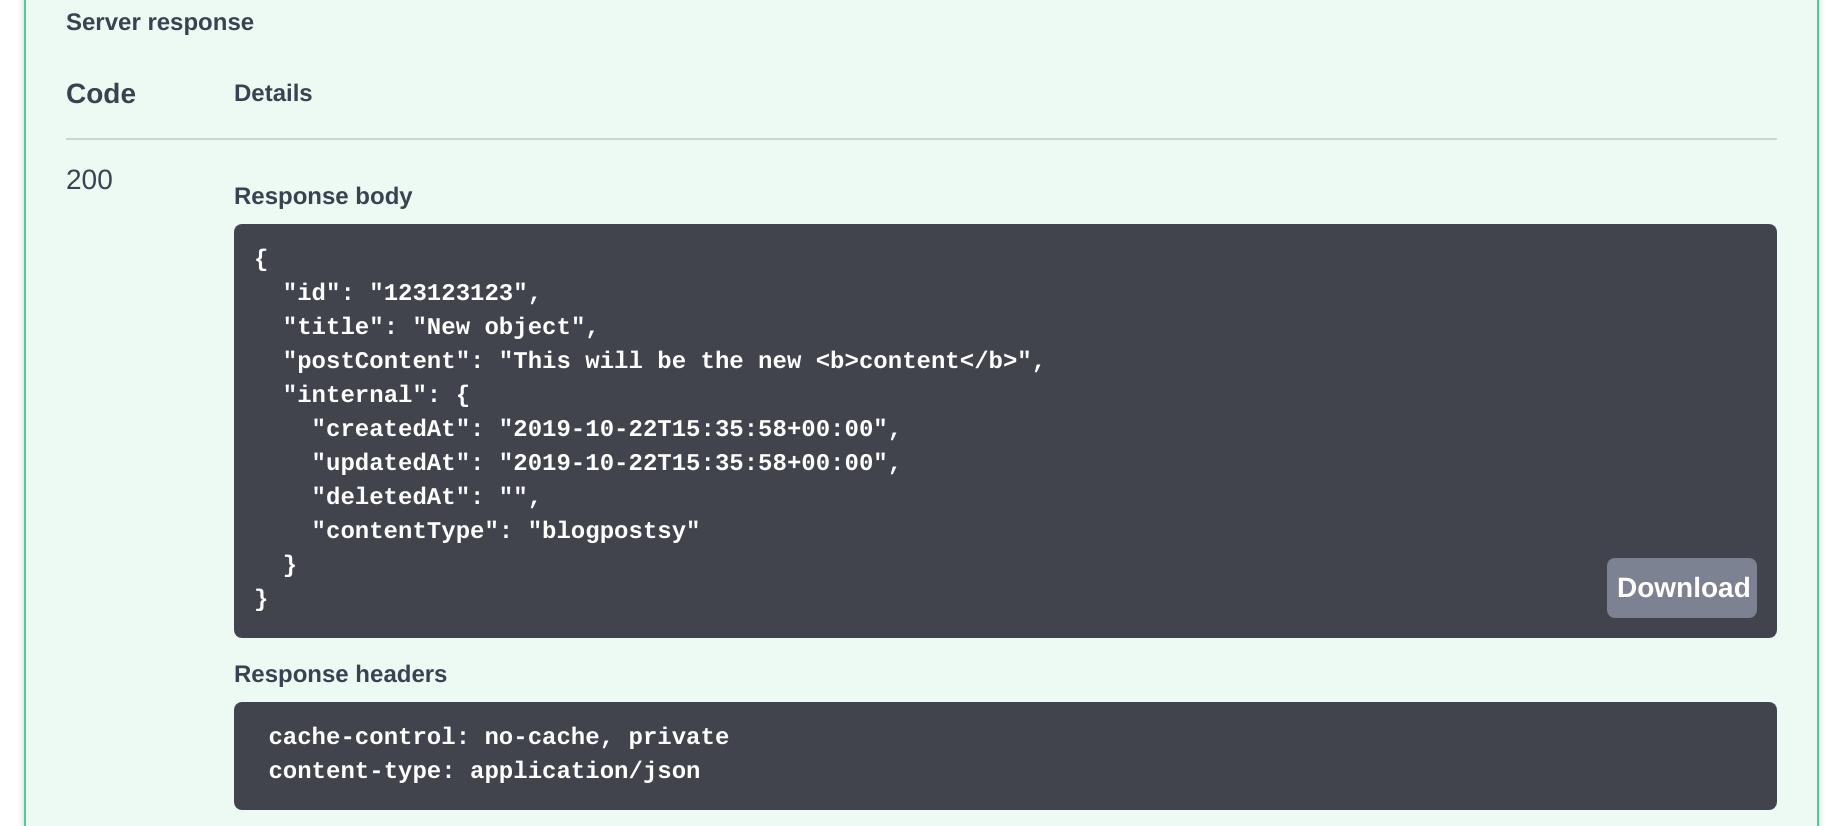 Server response
Code Details
200
Response body
{
  "id": "123123123",
  "title": "New object",
  "postContent": "This will be the new <b>content</b>",
  "internal": {
    "createdAt": "2019-10-22T15:35:58+00:00",
    "updatedAt": "2019-10-22T15:35:58+00:00",
    "deletedAt": "",
    "contentType": "blogpostsy"
  }
}
Download
Response headers
cache-control: no-cache, private
content-type: application/json